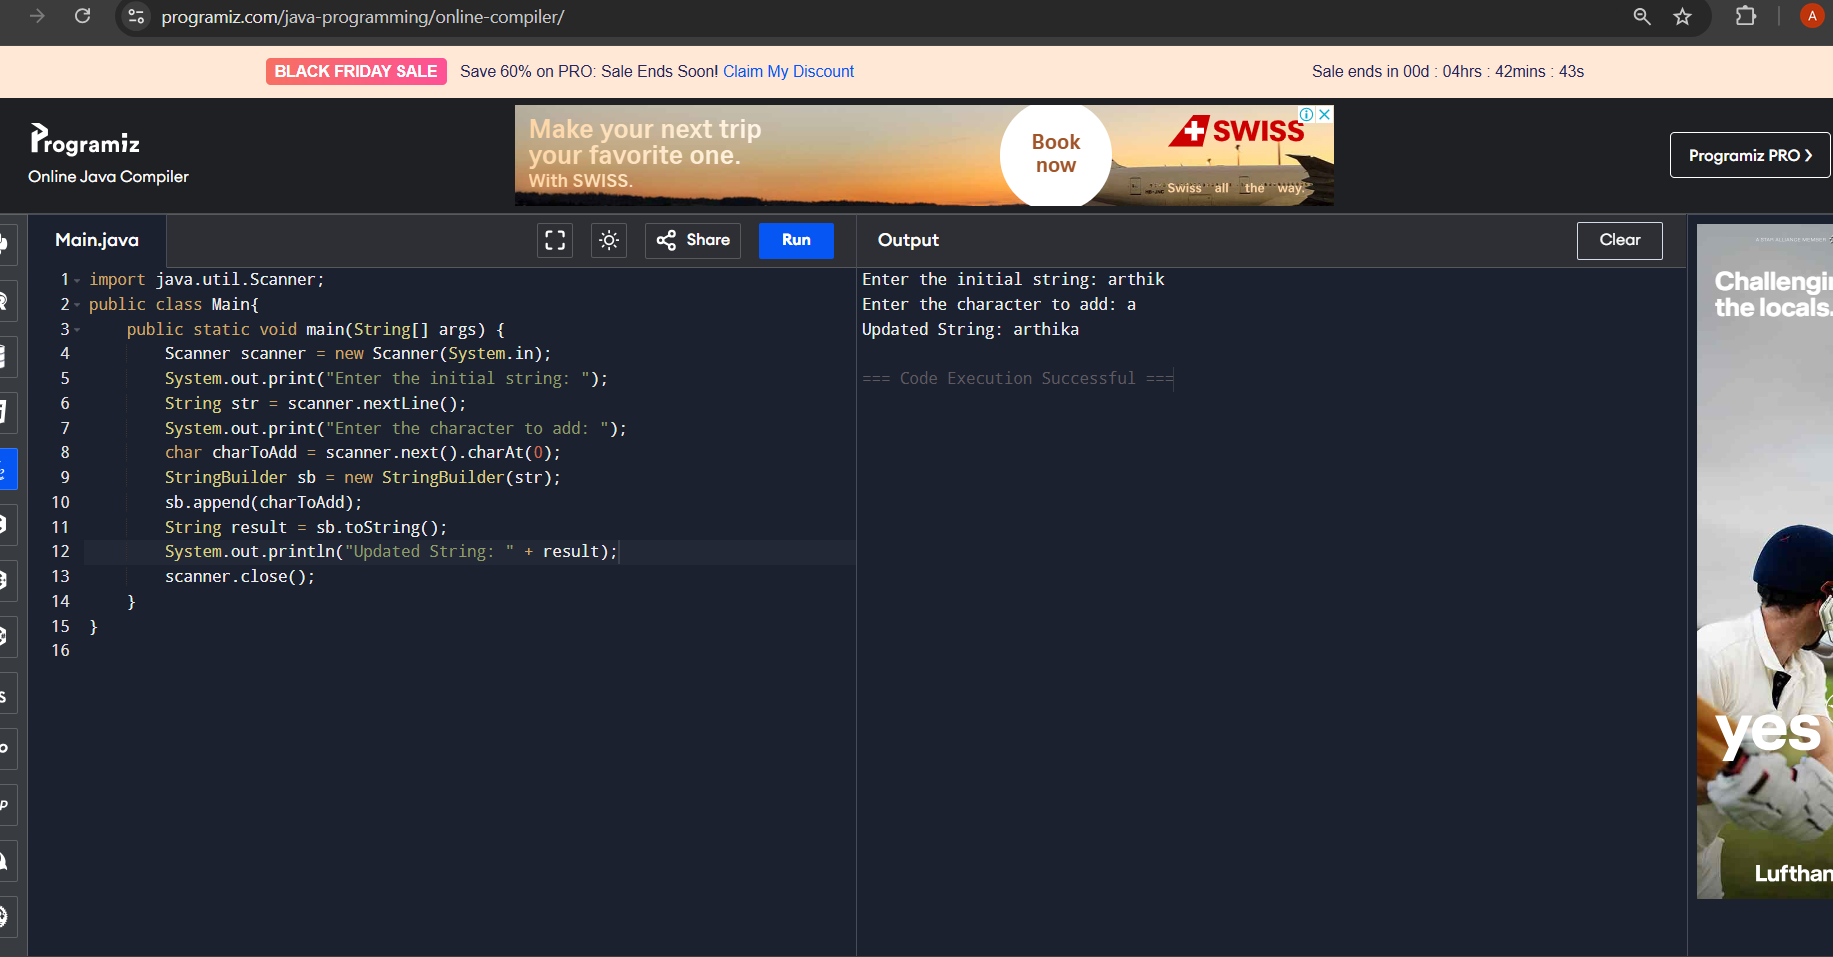 programiz.com/java-programming/online-compiler/
A
BLACK FRIDAY SALE Save 60% on PRO: Sale Ends Soon! Claim My Discount
Sale ends in 00d : 04hrs : 42mins : 43s
Programiz
Online Java Compiler
Make your next trip
your favorite one.
With SWISS.
Book
now
SWISS
Swiss all the way.
Programiz PRO
Main.java
Share
Run
Output
Clear
1 import java.util.Scanner;
2 public class Main{
3     public static void main(String[] args) {
4         Scanner scanner = new Scanner(System.in);
5         System.out.print("Enter the initial string: ");
6         String str = scanner.nextLine();
7         System.out.print("Enter the character to add: ");
8         char charToAdd = scanner.next().charAt(0);
9         StringBuilder sb = new StringBuilder(str);
10         sb.append(charToAdd);
11         String result = sb.toString();
12         System.out.println("Updated String: " + result);
13         scanner.close();
14     }
15 }
16
Enter the initial string: arthik
Enter the character to add: a
Updated String: arthika
=== Code Execution Successful ===
A STAR ALLIANCE MEMBER
Challengi
the locals.
yes
Lufthan